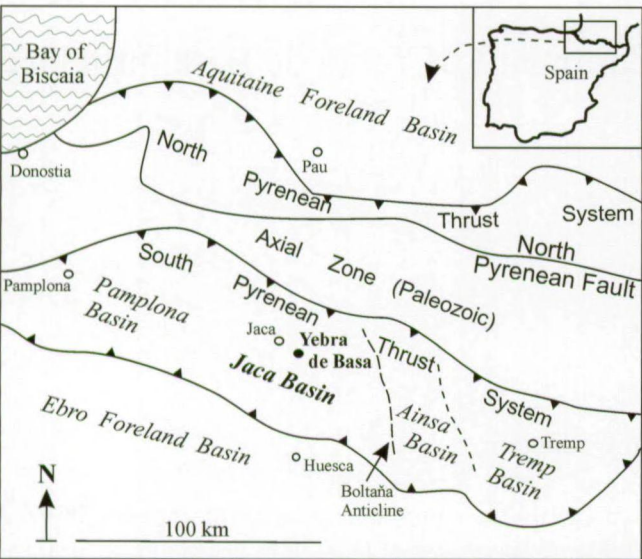 Bay of
Biscaia
Spain
Aquitaine Foreland Basin
Donostia
Pau
North
Pyrenean
Thrust
System
North
Pyrenean Fault
Axial Zone (Paleozoic)
South
Pyrenean
Thrust
System
Pamplona
Pamplona
Basin
Jaca
Yebra
de Basa
Jaca Basin
Ainsa
Basin
Tremp
Tremp
Basin
Ebro Foreland Basin
Huesca
Boltaňa
Anticline
N
100 km